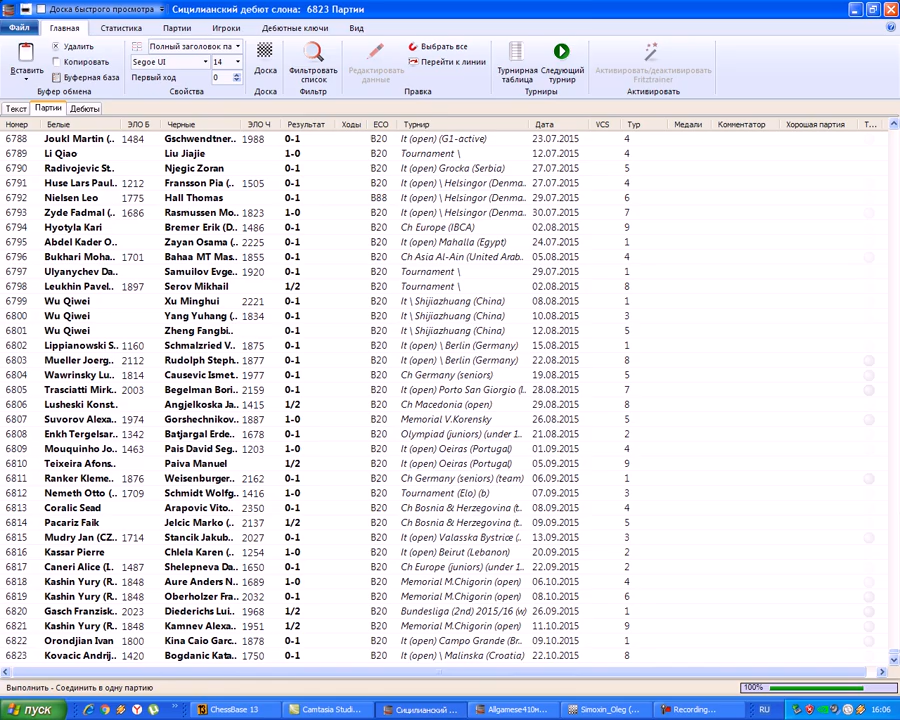 Доска быстрого просмотра
Сицилианский дебют слона: 6823 Партии
Файл Главная Статистика Партии Игроки Дебютные ключи Вид
Вставить Удалить Копировать Буферная база Буфер обмена
Полный заголовок па Segoe UI 14 Первый ход 0 Свойства
Доска Доска
Фильтровать список Фильтр
Редактировать данные Выбрать все Перейти к линии Правка
Турнирная таблица Следующий турнир Турниры
Активировать/деактивировать Fritztrainer Активировать
Текст Партии Дебюты
Номер Белые ЭЛО Б Черные ЭЛО Ч Результат Ходы ECO Турнир Дата VCS Тур Медали Комментатор Хорошая партия Т...
6788 Joukl Martin (.. 1484 Gschwendtner... 1988 0-1 B20 It (open) (G1-active) 23.07.2015 4
6789 Li Qiao Liu Jiajie 1-0 B20 Tournament \ 12.07.2015 4
6790 Radivojevic St.. Njegic Zoran 0-1 B20 It (open) Grocka (Serbia) 27.07.2015 5
6791 Huse Lars Paul.. 1212 Fransson Pia (.. 1505 0-1 B20 It (open) \ Helsingor (Denma.. 27.07.2015 4
6792 Nielsen Leo 1775 Hall Thomas 0-1 B88 It (open) \ Helsingor (Denma.. 29.07.2015 6
6793 Zyde Fadmal (.. 1686 Rasmussen Mo.. 1823 1-0 B20 It (open) \ Helsingor (Denma.. 30.07.2015 7
6794 Hyotyla Kari Bremer Erik (D.. 1486 0-1 B20 Ch Europe (IBCA) 02.08.2015 9
6795 Abdel Kader O.. Zayan Osama (.. 2225 0-1 B20 It (open) Mahalla (Egypt) 24.07.2015 1
6796 Bukhari Moha.. 1701 Bahaa MT Mas.. 1855 0-1 B20 Ch Asia Al-Ain (United Arab.. 05.08.2015 4
6797 Ulyanychev Da.. Samuilov Evge.. 1920 0-1 B20 Tournament \ 29.07.2015 1
6798 Leukhin Pavel.. 1897 Serov Mikhail 1/2 B20 Tournament \ 02.08.2015 8
6799 Wu Qiwei Xu Minghui 2221 0-1 B20 It \ Shijiazhuang (China) 08.08.2015 1
6800 Wu Qiwei Yang Yuhang (.. 1834 0-1 B20 It \ Shijiazhuang (China) 10.08.2015 3
6801 Wu Qiwei Zheng Fangbi.. 0-1 B20 It \ Shijiazhuang (China) 12.08.2015 5
6802 Lippianowski S.. 1160 Schmalzried V.. 1875 0-1 B20 It (open) \ Berlin (Germany) 15.08.2015 1
6803 Mueller Joerg.. 2112 Rudolph Steph.. 1877 0-1 B20 It (open) \ Berlin (Germany) 22.08.2015 8
6804 Wawrinsky Lu.. 1814 Causevic Ismet.. 1977 0-1 B20 Ch Germany (seniors) 19.08.2015 5
6805 Trasciatti Mirk.. 2003 Begelman Bori.. 2159 0-1 B20 It (open) Porto San Giorgio (I.. 28.08.2015 7
6806 Lusheski Konst.. Angjelkoska Ja.. 1415 1/2 B20 Ch Macedonia (open) 29.08.2015 8
6807 Suvorov Alexa.. 1974 Gorshechnikov.. 1887 1-0 B20 Memorial V.Korensky 26.08.2015 5
6808 Enkh Tergelsar.. 1342 Batjargal Erde.. 1678 0-1 B20 Olympiad (juniors) (under 1.. 21.08.2015 2
6809 Mouquinho Jo.. 1463 Pais David Seg.. 1203 1-0 B20 It (open) Oeiras (Portugal) 01.09.2015 4
6810 Teixeira Afons.. Paiva Manuel 1/2 B20 It (open) Oeiras (Portugal) 05.09.2015 9
6811 Ranker Kleme.. 1876 Weisenburger.. 2162 0-1 B20 Ch Germany (seniors) (team) 06.09.2015 1
6812 Nemeth Otto (.. 1709 Schmidt Wolfg.. 1416 1-0 B20 Tournament (Elo) (b) 07.09.2015 3
6813 Coralic Sead Arapovic Vito.. 2350 0-1 B20 Ch Bosnia & Herzegovina (t.. 08.09.2015 4
6814 Pacariz Faik Jelcic Marko (.. 2137 1/2 B20 Ch Bosnia & Herzegovina (t.. 09.09.2015 5
6815 Mudry Jan (CZ.. 1714 Stancik Jakub.. 2027 0-1 B20 It (open) Valasska Bystrice (.. 13.09.2015 3
6816 Kassar Pierre Chlela Karen (.. 1254 1-0 B20 It (open) Beirut (Lebanon) 20.09.2015 2
6817 Caneri Alice (I.. 1487 Shelepneva Da.. 1650 0-1 B20 Ch Europe (juniors) (under 1.. 22.09.2015 2
6818 Kashin Yury (R.. 1848 Aure Anders N.. 1689 1-0 B20 Memorial M.Chigorin (open) 06.10.2015 4
6819 Kashin Yury (R.. 1848 Oberholzer Fra.. 2032 0-1 B20 Memorial M.Chigorin (open) 08.10.2015 6
6820 Gasch Franzisk.. 2023 Diederichs Lui.. 1968 1/2 B20 Bundesliga (2nd) 2015/16 (w) 26.09.2015 1
6821 Kashin Yury (R.. 1848 Kamnev Alexa.. 1951 1/2 B20 Memorial M.Chigorin (open) 11.10.2015 9
6822 Orondjian Ivan 1800 Kina Caio Garc.. 1878 0-1 B20 It (open) Campo Grande (Br.. 09.10.2015 1
6823 Kovacic Andrij.. 1420 Bogdanic Kata.. 1750 0-1 B20 It (open) \ Malinska (Croatia) 22.10.2015 8
Выполнить - Соединить в одну партию 100%
пуск ChessBase 13 Camtasia Studi... Сицилианский ... Allgamese410м... Simoxin_Oleg (... Recording... RU 16:06